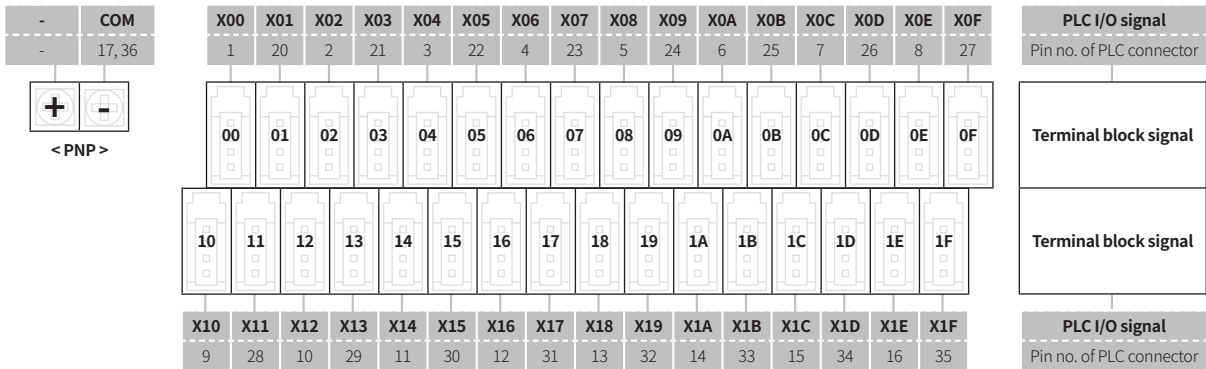 - COM X00 X01 X02 X03 X04 X05 X06 X07 X08 X09 X0A X0B X0C X0D X0E X0F PLC I/O signal
- 17, 36 1 20 2 21 3 22 4 23 5 24 6 25 7 26 8 27 Pin no. of PLC connector
+ -
00 01 02 03 04 05 06 07 08 09 0A 0B 0C 0D 0E 0F Terminal block signal
< PNP >
10 11 12 13 14 15 16 17 18 19 1A 1B 1C 1D 1E 1F Terminal block signal
X10 X11 X12 X13 X14 X15 X16 X17 X18 X19 X1A X1B X1C X1D X1E X1F PLC I/O signal
9 28 10 29 11 30 12 31 13 32 14 33 15 34 16 35 Pin no. of PLC connector